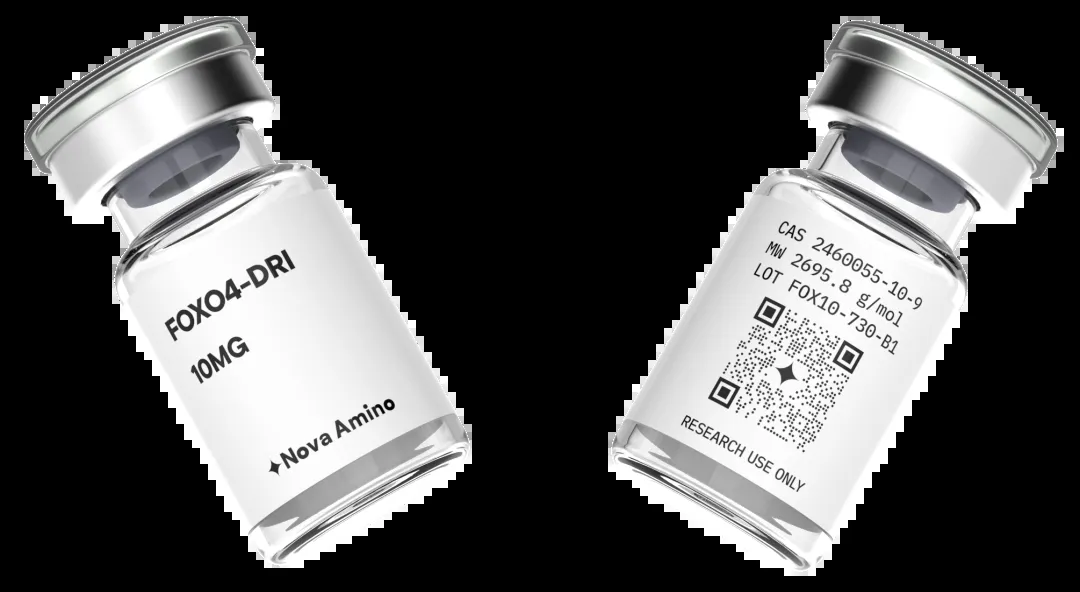 FOXO4-DRI
10MG
Nova Amino
CAS 2460055-10-9
MW 2695.8 g/mol
LOT FOX10-730-B1
RESEARCH USE ONLY